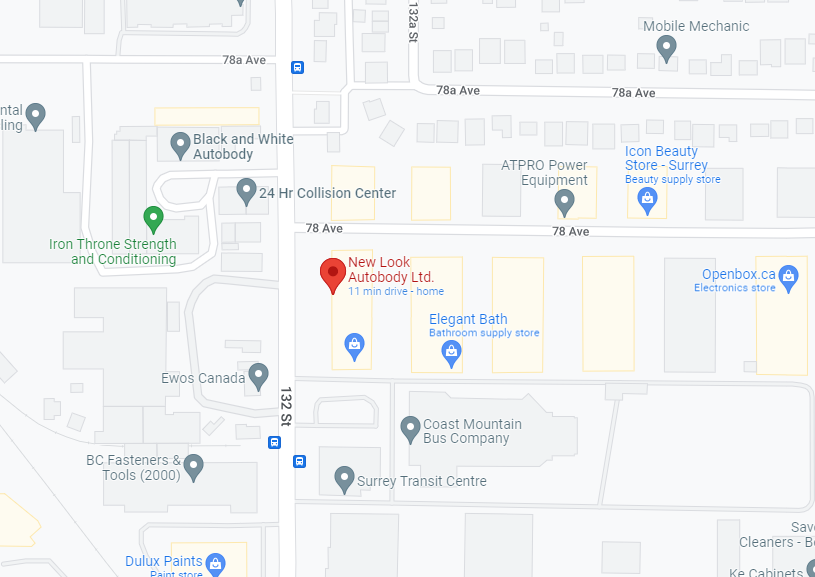 132a St
Mobile Mechanic
78a Ave
78a Ave
78a Ave
ntal
ling
Black and White
Autobody
Icon Beauty
Store - Surrey
Beauty supply store
ATPRO Power
Equipment
24 Hr Collision Center
78 Ave
78 Ave
Iron Throne Strength
and Conditioning
New Look
Autobody Ltd.
11 min drive - home
Openbox.ca
Electronics store
Elegant Bath
Bathroom supply store
Ewos Canada
132 St
Coast Mountain
Bus Company
BC Fasteners &
Tools (2000)
Surrey Transit Centre
Sav
Cleaners - B
Dulux Paints
Paint store
Ke Cabinets